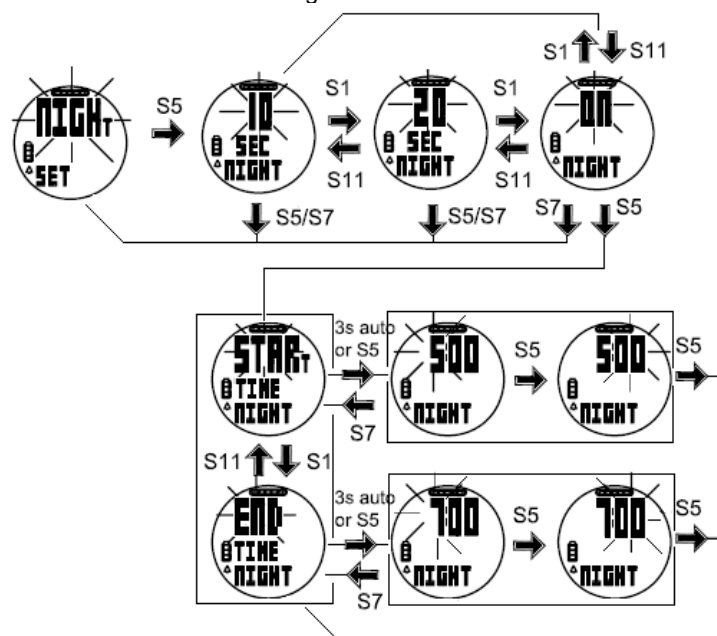 S1 S11
NIGHT
SET
S5
10
SEC
NIGHT
S1
S11
20
SEC
NIGHT
S1
S11
ON
NIGHT
S5/S7
S5/S7
S7 S5
START
TIME
NIGHT
3s auto
or S5
S7
5:00
NIGHT
S5
5:00
NIGHT
S5
S11 S1
END
TIME
NIGHT
3s auto
or S5
S7
7:00
NIGHT
S5
7:00
NIGHT
S5